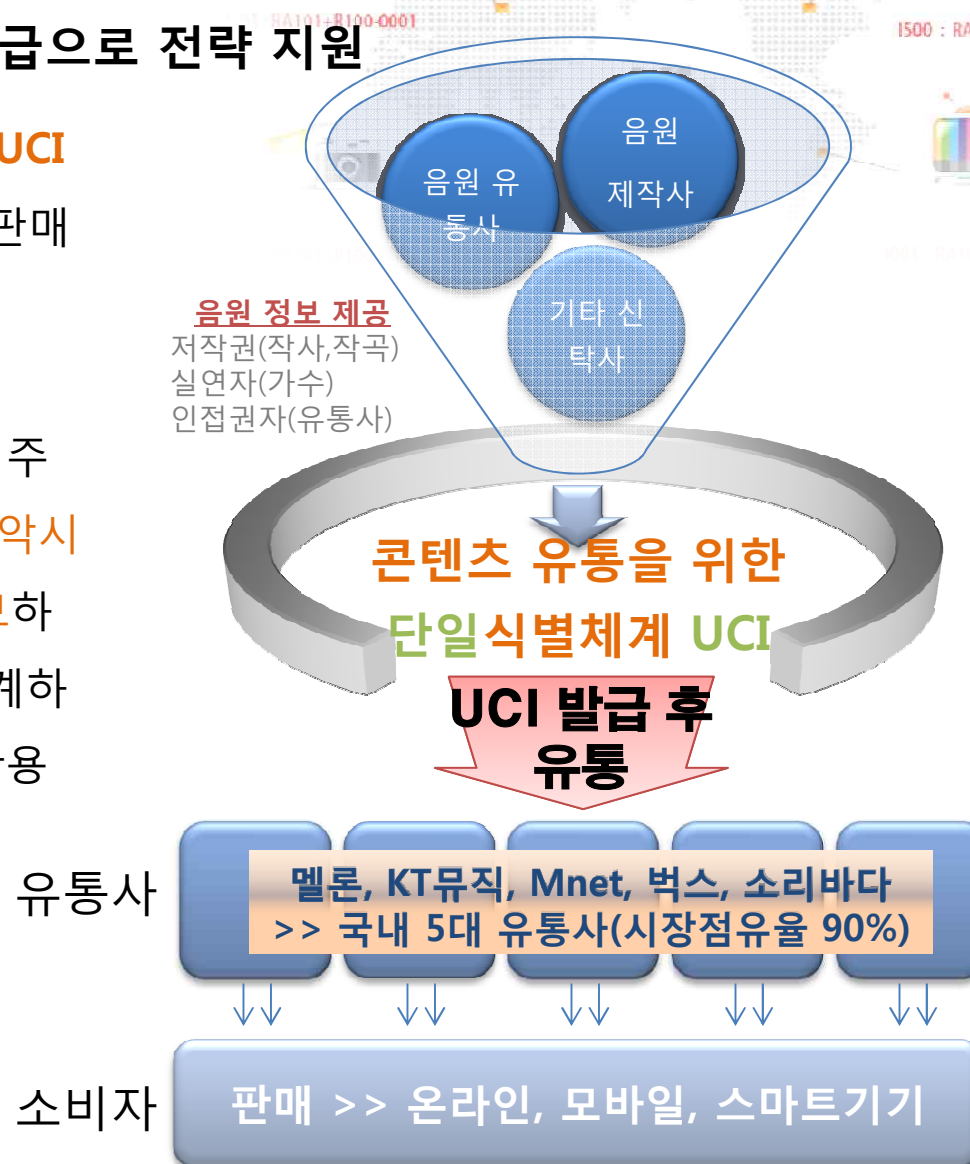 RA101+B100-0001
I500 : RA
급으로 전략 지원
UCI
판매
음원
제작사
음원 유
통사
기타 신
탁사
음원 정보 제공
저작권(작사,작곡)
실연자(가수)
인접권자(유통사)
주
악시
하
계하
용
콘텐츠 유통을 위한
단일식별체계 UCI
UCI 발급 후
유통
유통사
멜론, KT뮤직, Mnet, 벅스, 소리바다
>> 국내 5대 유통사(시장점유율 90%)
소비자
판매 >> 온라인, 모바일, 스마트기기